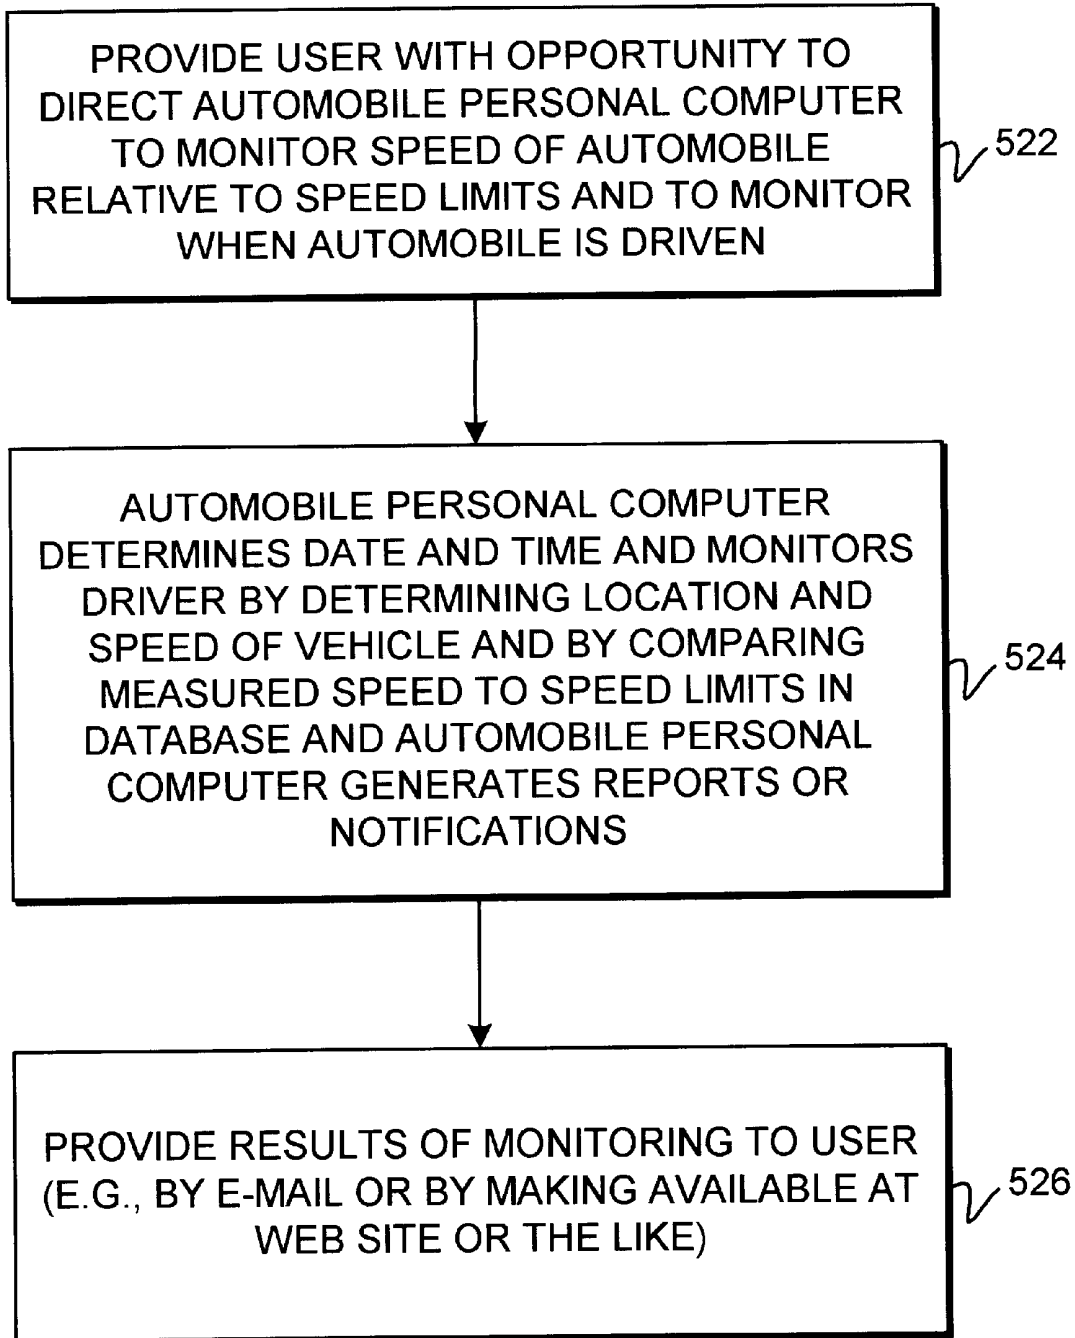 PROVIDE USER WITH OPPORTUNITY TO
DIRECT AUTOMOBILE PERSONAL COMPUTER
TO MONITOR SPEED OF AUTOMOBILE
RELATIVE TO SPEED LIMITS AND TO MONITOR
WHEN AUTOMOBILE IS DRIVEN
522
AUTOMOBILE PERSONAL COMPUTER
DETERMINES DATE AND TIME AND MONITORS
DRIVER BY DETERMINING LOCATION AND
SPEED OF VEHICLE AND BY COMPARING
MEASURED SPEED TO SPEED LIMITS IN
DATABASE AND AUTOMOBILE PERSONAL
COMPUTER GENERATES REPORTS OR
NOTIFICATIONS
524
PROVIDE RESULTS OF MONITORING TO USER
(E.G., BY E-MAIL OR BY MAKING AVAILABLE AT
WEB SITE OR THE LIKE)
526